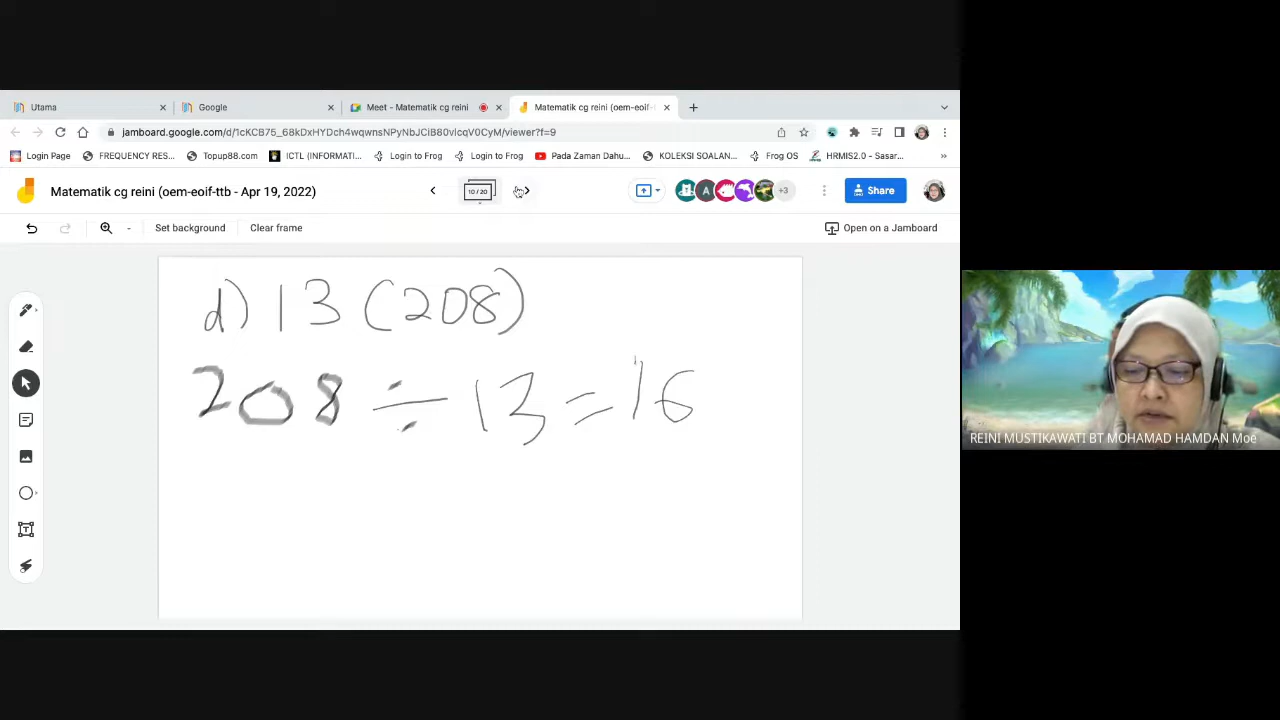 Utama
Google
Meet - Matematik cg reini
Matematik cg reini (oem-eoif-
jamboard.google.com/d/1cKCB75_68kDxHYDch4wqwnsNPyNbJCiB80vlcqV0CyM/viewer?f=9
Login Page
FREQUENCY RES...
Topup88.com
ICTL (INFORMATI...
Login to Frog
Login to Frog
Pada Zaman Dahu...
KOLEKSI SOALAN...
Frog OS
HRMIS2.0 - Sasar...
»
Matematik cg reini (oem-eoif-ttb - Apr 19, 2022)
10 / 20
A
+3
Share
Set background
Clear frame
Open on a Jamboard
d) 13 (208)
208 ÷ 13 = 16
REINI MUSTIKAWATI BT MOHAMAD HAMDAN Moe